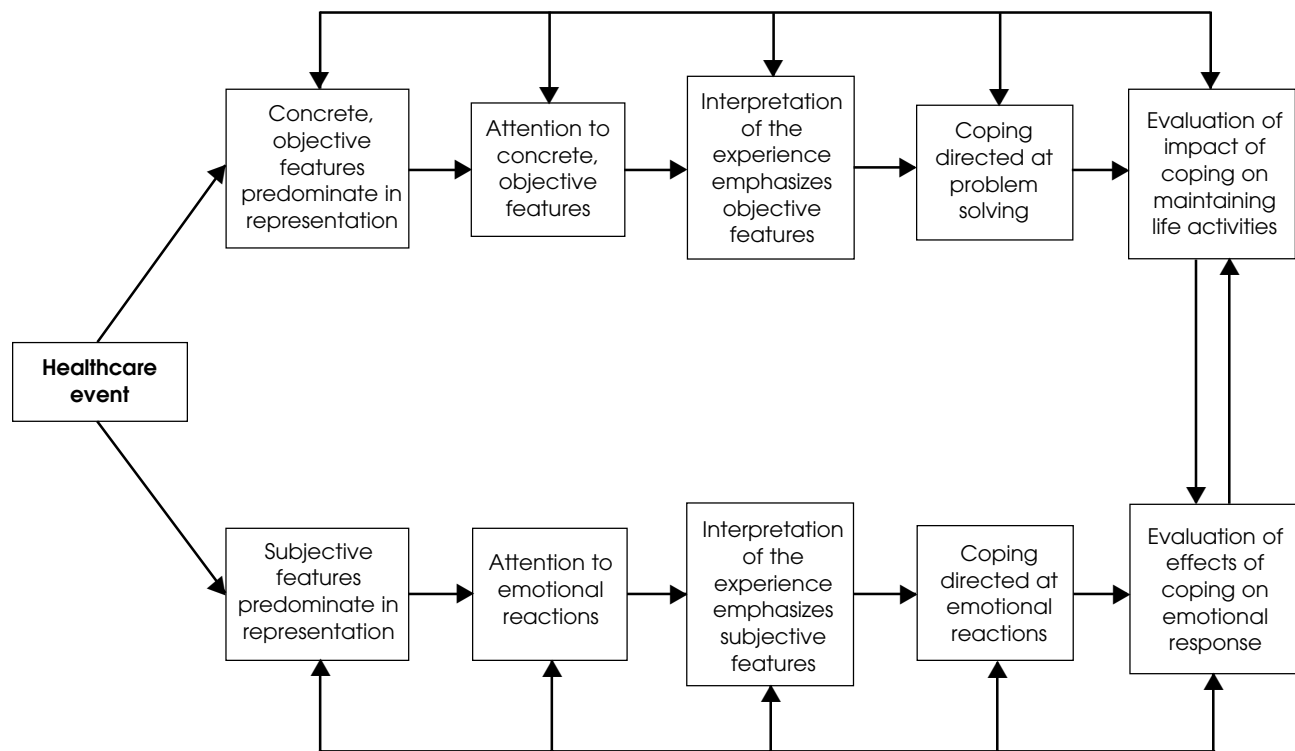 Concrete,
objective
features
predominate in
representation
Attention to
concrete,
objective
features
Interpretation
of the
experience
emphasizes
objective
features
Coping
directed at
problem
solving
Evaluation of
impact of
coping on
maintaining
life activities
Healthcare
event
Subjective
features
predominate in
representation
Attention to
emotional
reactions
Interpretation
of the
experience
emphasizes
subjective
features
Coping
directed at
emotional
reactions
Evaluation of
effects of
coping on
emotional
response